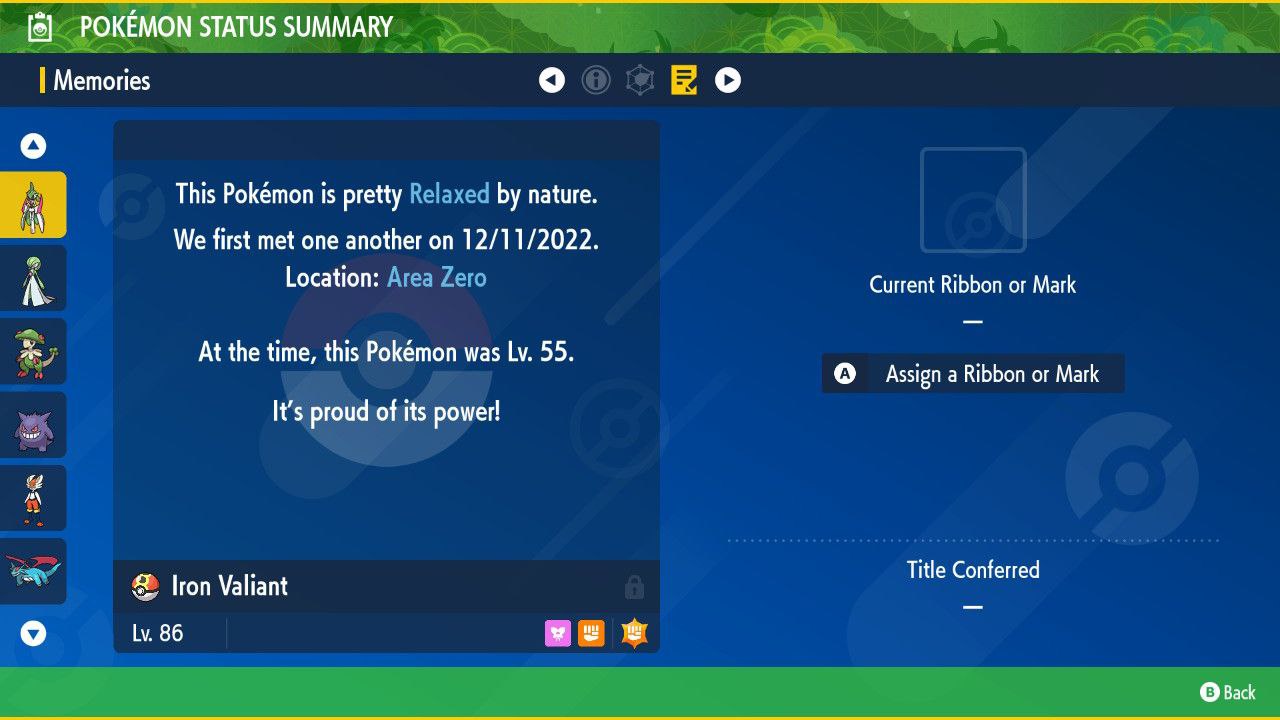 POKÉMON STATUS SUMMARY
Memories
This Pokémon is pretty Relaxed by nature.
We first met one another on 12/11/2022.
Location: Area Zero
At the time, this Pokémon was Lv. 55.
It's proud of its power!
Iron Valiant
Lv. 86
Current Ribbon or Mark
—
A Assign a Ribbon or Mark
Title Conferred
—
B Back